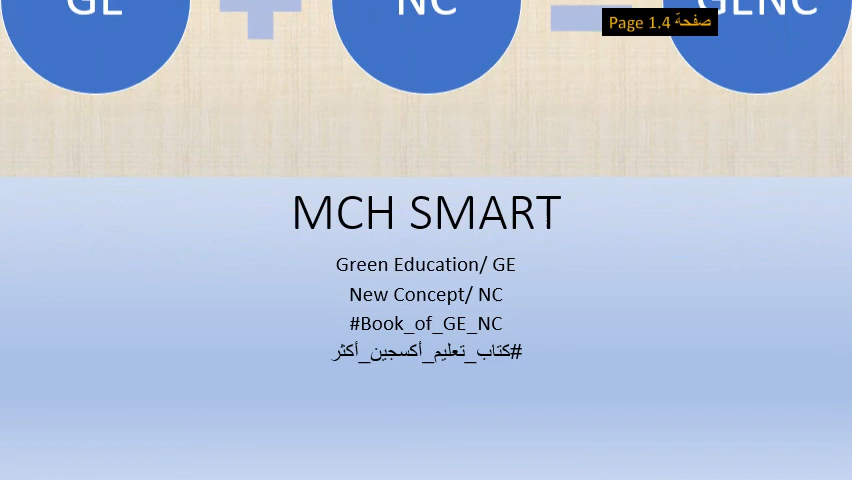 GE
NC
GENC
Page 1.4 صفحة
MCH SMART
Green Education/ GE
New Concept/ NC
#Book_of_GE_NC
#كتاب_تعليم_أكسجين_أكثر